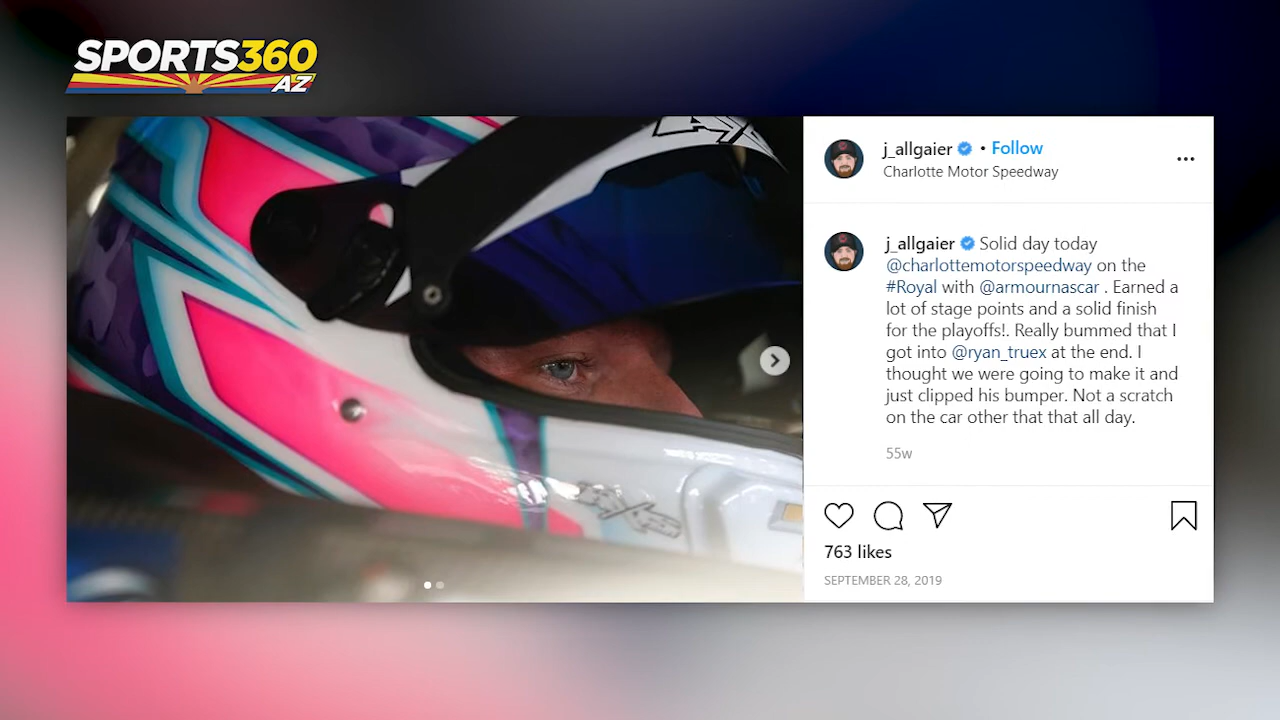 SPORTS360
AZ
j_allgaier • Follow
Charlotte Motor Speedway
j_allgaier Solid day today
@charlottemotorspeedway on the
#Royal with @armournascar . Earned a
lot of stage points and a solid finish
for the playoffs!. Really bummed that I
got into @ryan_truex at the end. I
thought we were going to make it and
just clipped his bumper. Not a scratch
on the car other that that all day.
55w
763 likes
SEPTEMBER 28, 2019